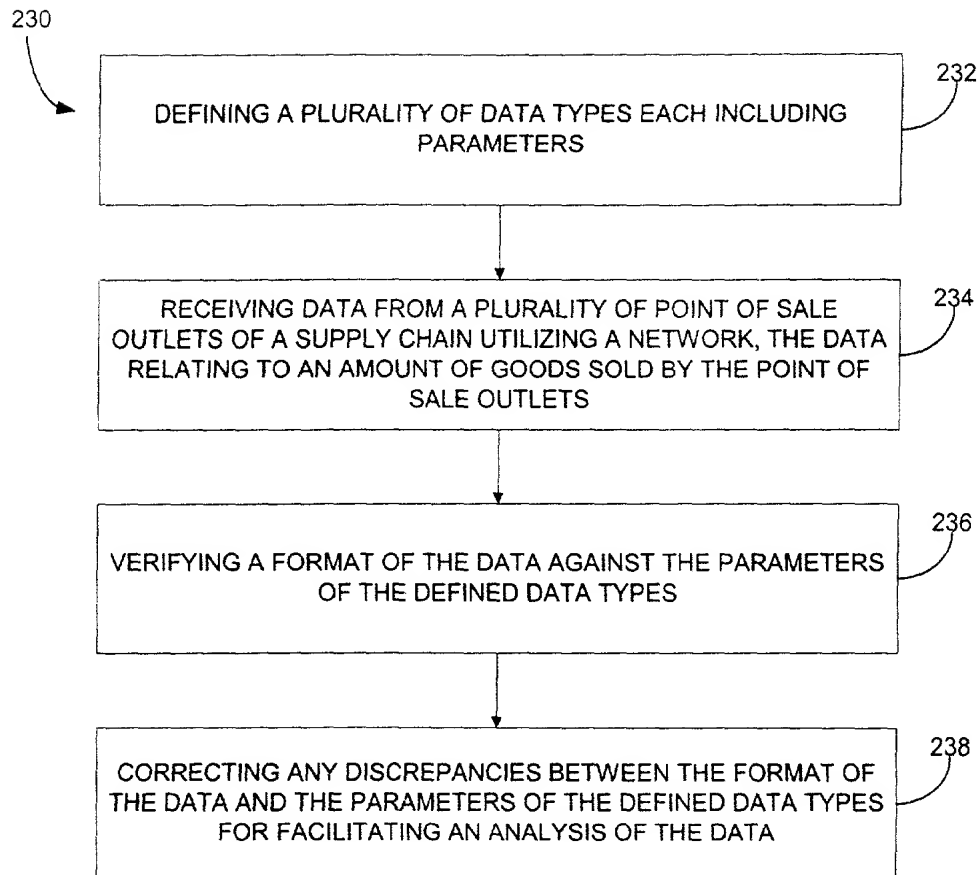 230
232
DEFINING A PLURALITY OF DATA TYPES EACH INCLUDING
PARAMETERS
234
RECEIVING DATA FROM A PLURALITY OF POINT OF SALE
OUTLETS OF A SUPPLY CHAIN UTILIZING A NETWORK, THE DATA
RELATING TO AN AMOUNT OF GOODS SOLD BY THE POINT OF
SALE OUTLETS
236
VERIFYING A FORMAT OF THE DATA AGAINST THE PARAMETERS
OF THE DEFINED DATA TYPES
238
CORRECTING ANY DISCREPANCIES BETWEEN THE FORMAT OF
THE DATA AND THE PARAMETERS OF THE DEFINED DATA TYPES
FOR FACILITATING AN ANALYSIS OF THE DATA